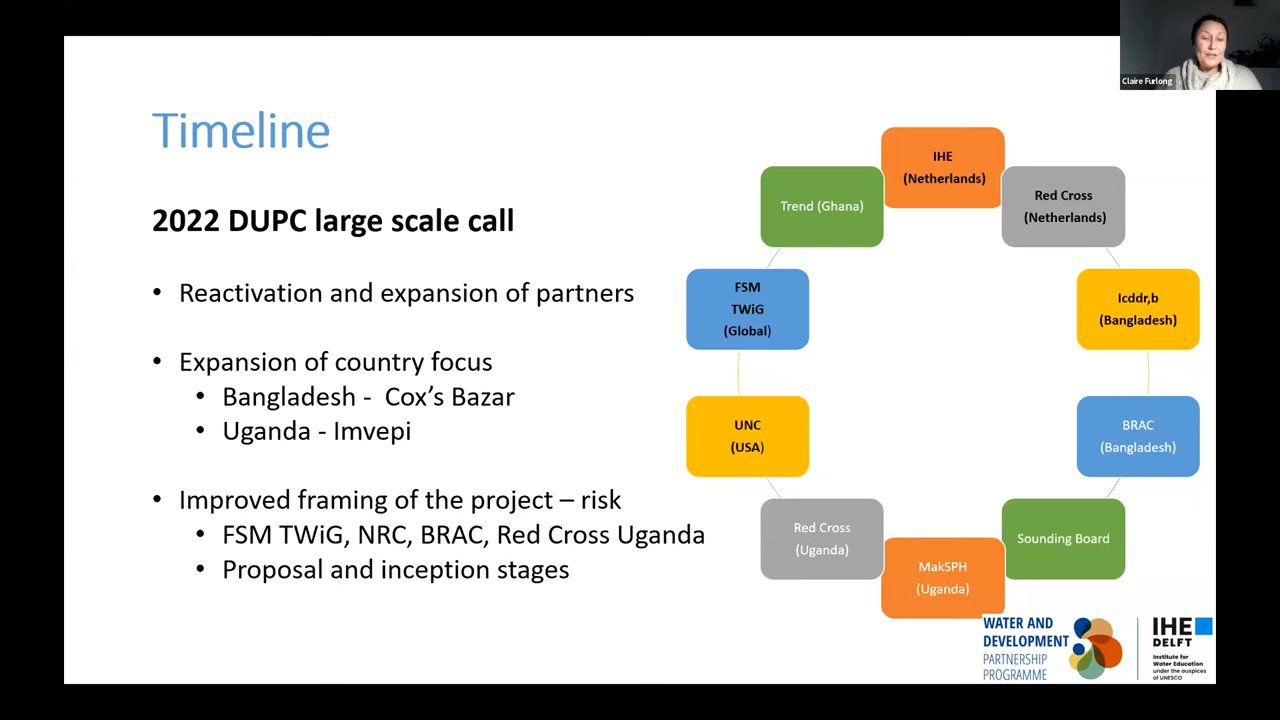 Claire Furlong
Timeline
2022 DUPC large scale call
• Reactivation and expansion of partners
• Expansion of country focus
• Bangladesh - Cox's Bazar
• Uganda - Imvepi
• Improved framing of the project – risk
• FSM TWiG, NRC, BRAC, Red Cross Uganda
• Proposal and inception stages
IHE
(Netherlands)
Red Cross
(Netherlands)
Icddr,b
(Bangladesh)
BRAC
(Bangladesh)
Sounding Board
MakSPH
(Uganda)
Red Cross
(Uganda)
UNC
(USA)
FSM
TWiG
(Global)
Trend (Ghana)
WATER AND
DEVELOPMENT
PARTNERSHIP
PROGRAMME
IHE
DELFT
Institute for
Water Education
under the auspices
of UNESCO